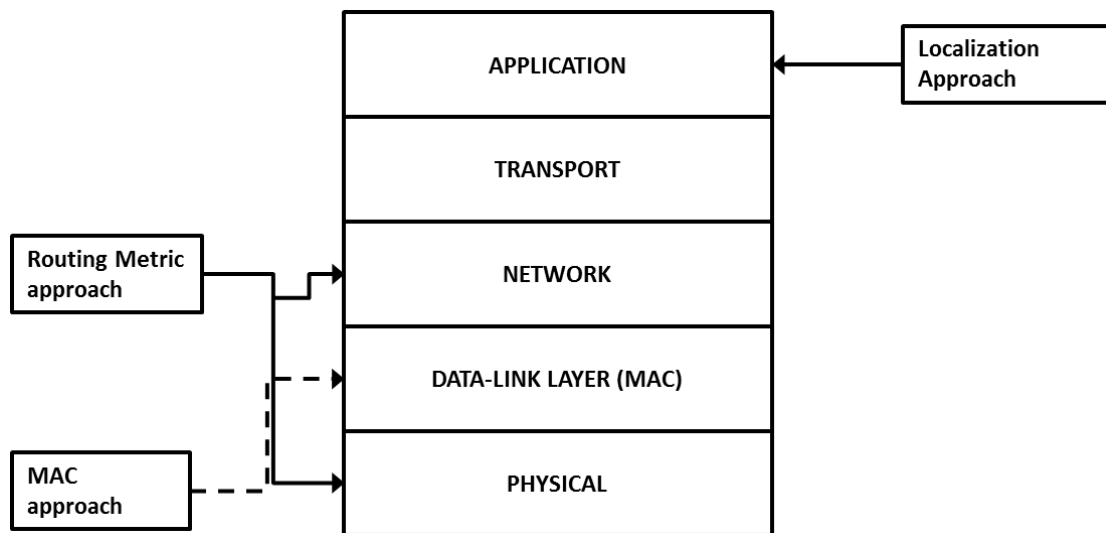 APPLICATION
Localization
Approach
TRANSPORT
Routing Metric
approach
NETWORK
DATA-LINK LAYER (MAC)
MAC
approach
PHYSICAL